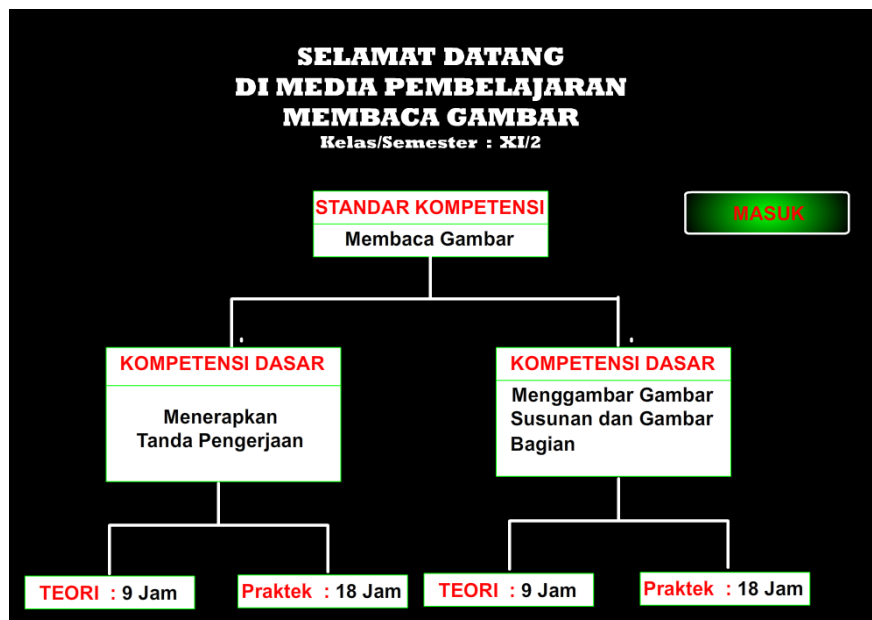 SELAMAT DATANG
DI MEDIA PEMBELAJARAN
MEMBACA GAMBAR
Kelas/Semester : XI/2
STANDAR KOMPETENSI
Membaca Gambar
MASUK
KOMPETENSI DASAR
Menerapkan
Tanda Pengerjaan
KOMPETENSI DASAR
Menggambar Gambar
Susunan dan Gambar
Bagian
TEORI : 9 Jam
Praktek : 18 Jam
TEORI : 9 Jam
Praktek : 18 Jam